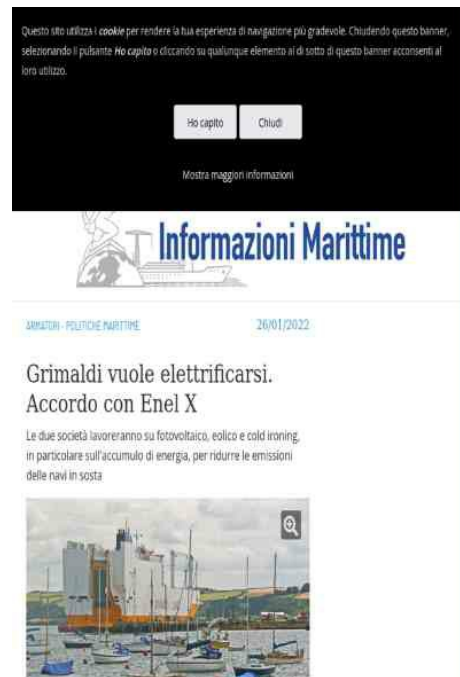 Questo sito utilizza i cookie per rendere la tua esperienza di navigazione più gradevole. Chiudendo questo banner,
selezionando il pulsante Ho capito o cliccando su qualunque elemento al di sotto di questo banner acconsenti al
loro utilizzo.
Ho capito
Chiudi
Mostra maggiori informazioni
Informazioni Marittime
ARMATORI - POLITICHE MARITTIME
26/01/2022
Grimaldi vuole elettrificarsi.
Accordo con Enel X
Le due società lavoreranno su fotovoltaico, eolico e cold ironing,
in particolare sull'accumulo di energia, per ridurre le emissioni
delle navi in sosta